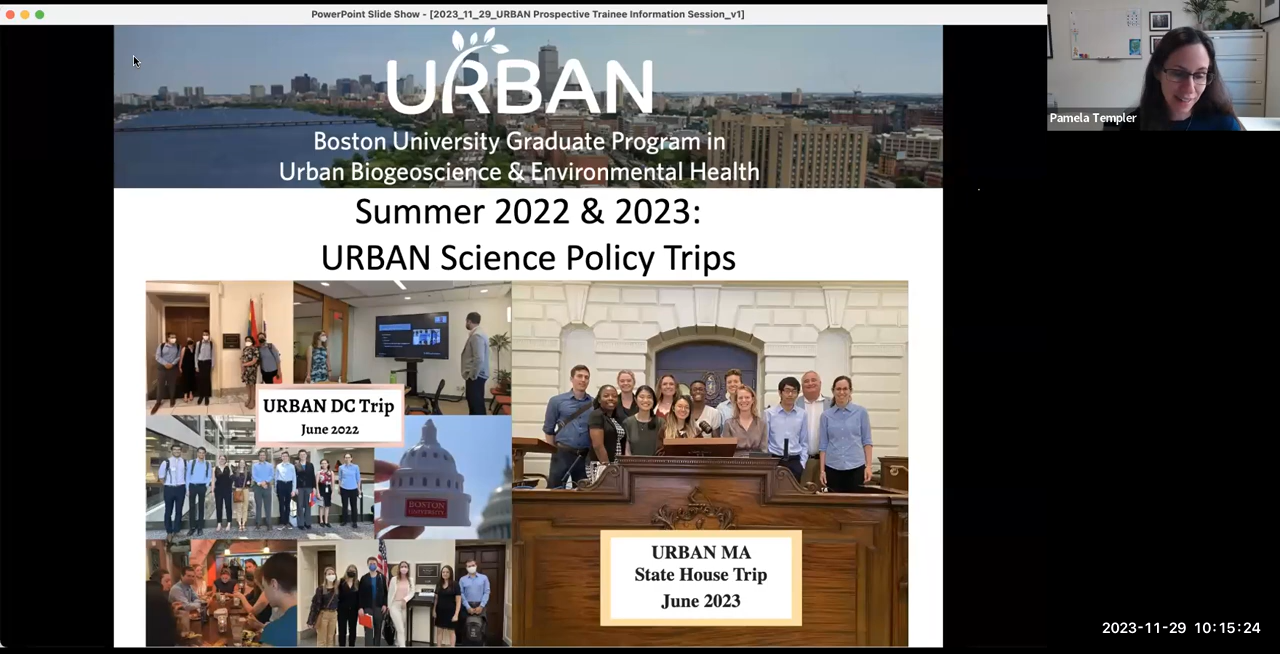 PowerPoint Slide Show - [2023_11_29_URBAN Prospective Trainee Information Session_v1]
URBAN
Boston University Graduate Program in
Urban Biogeoscience & Environmental Health
Pamela Templer
Summer 2022 & 2023:
URBAN Science Policy Trips
URBAN DC Trip
June 2022
BOSTON
UNIVERSITY
URBAN MA
State House Trip
June 2023
2023-11-29 10:15:24